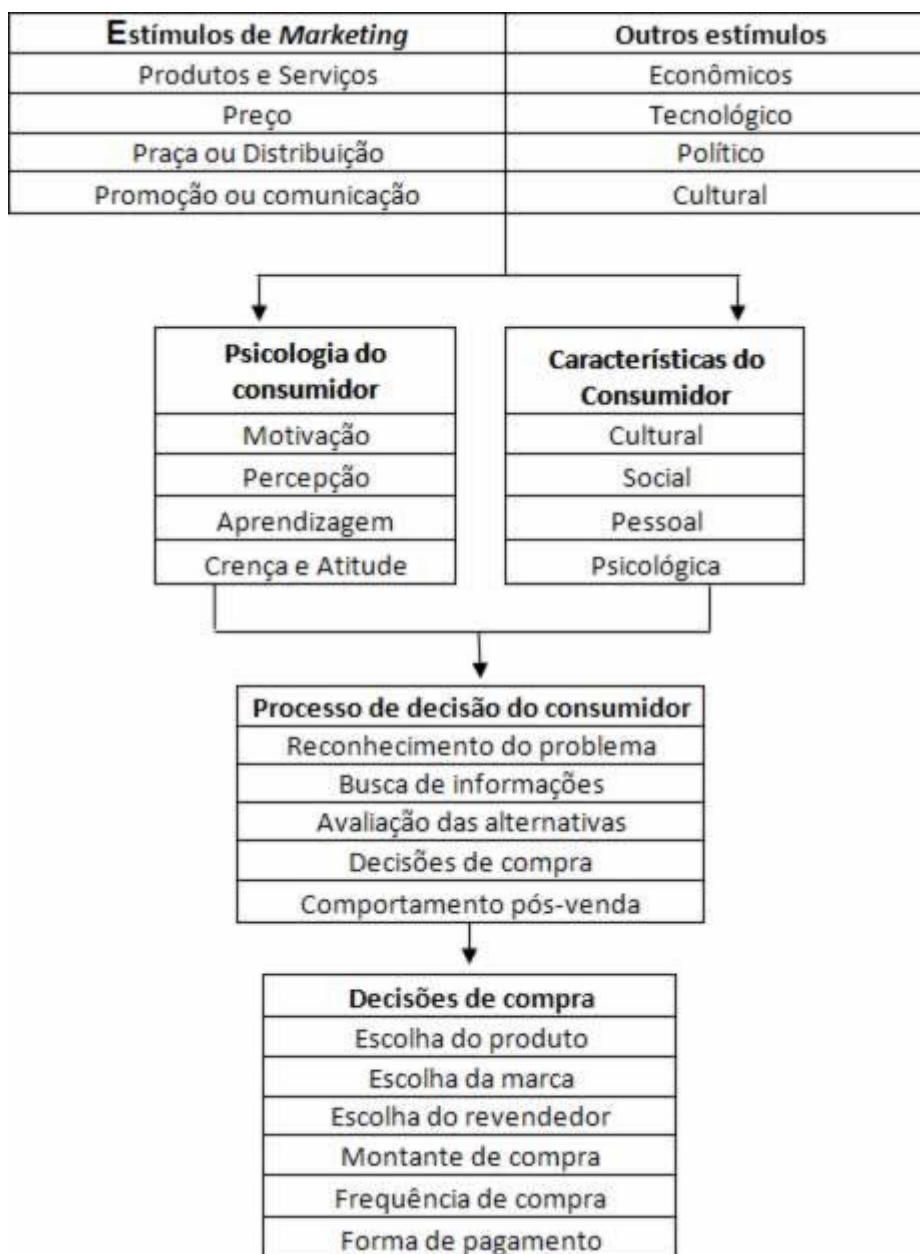 Estímulos de Marketing
Outros estímulos
Produtos e Serviços
Econômicos
Preço
Tecnológico
Praça ou Distribuição
Político
Promoção ou comunicação
Cultural
Psicologia do
consumidor
Motivação
Percepção
Aprendizagem
Crença e Atitude
Características do
Consumidor
Cultural
Social
Pessoal
Psicológica
Processo de decisão do consumidor
Reconhecimento do problema
Busca de informações
Avaliação das alternativas
Decisões de compra
Comportamento pós-venda
Decisões de compra
Escolha do produto
Escolha da marca
Escolha do revendedor
Montante de compra
Frequência de compra
Forma de pagamento